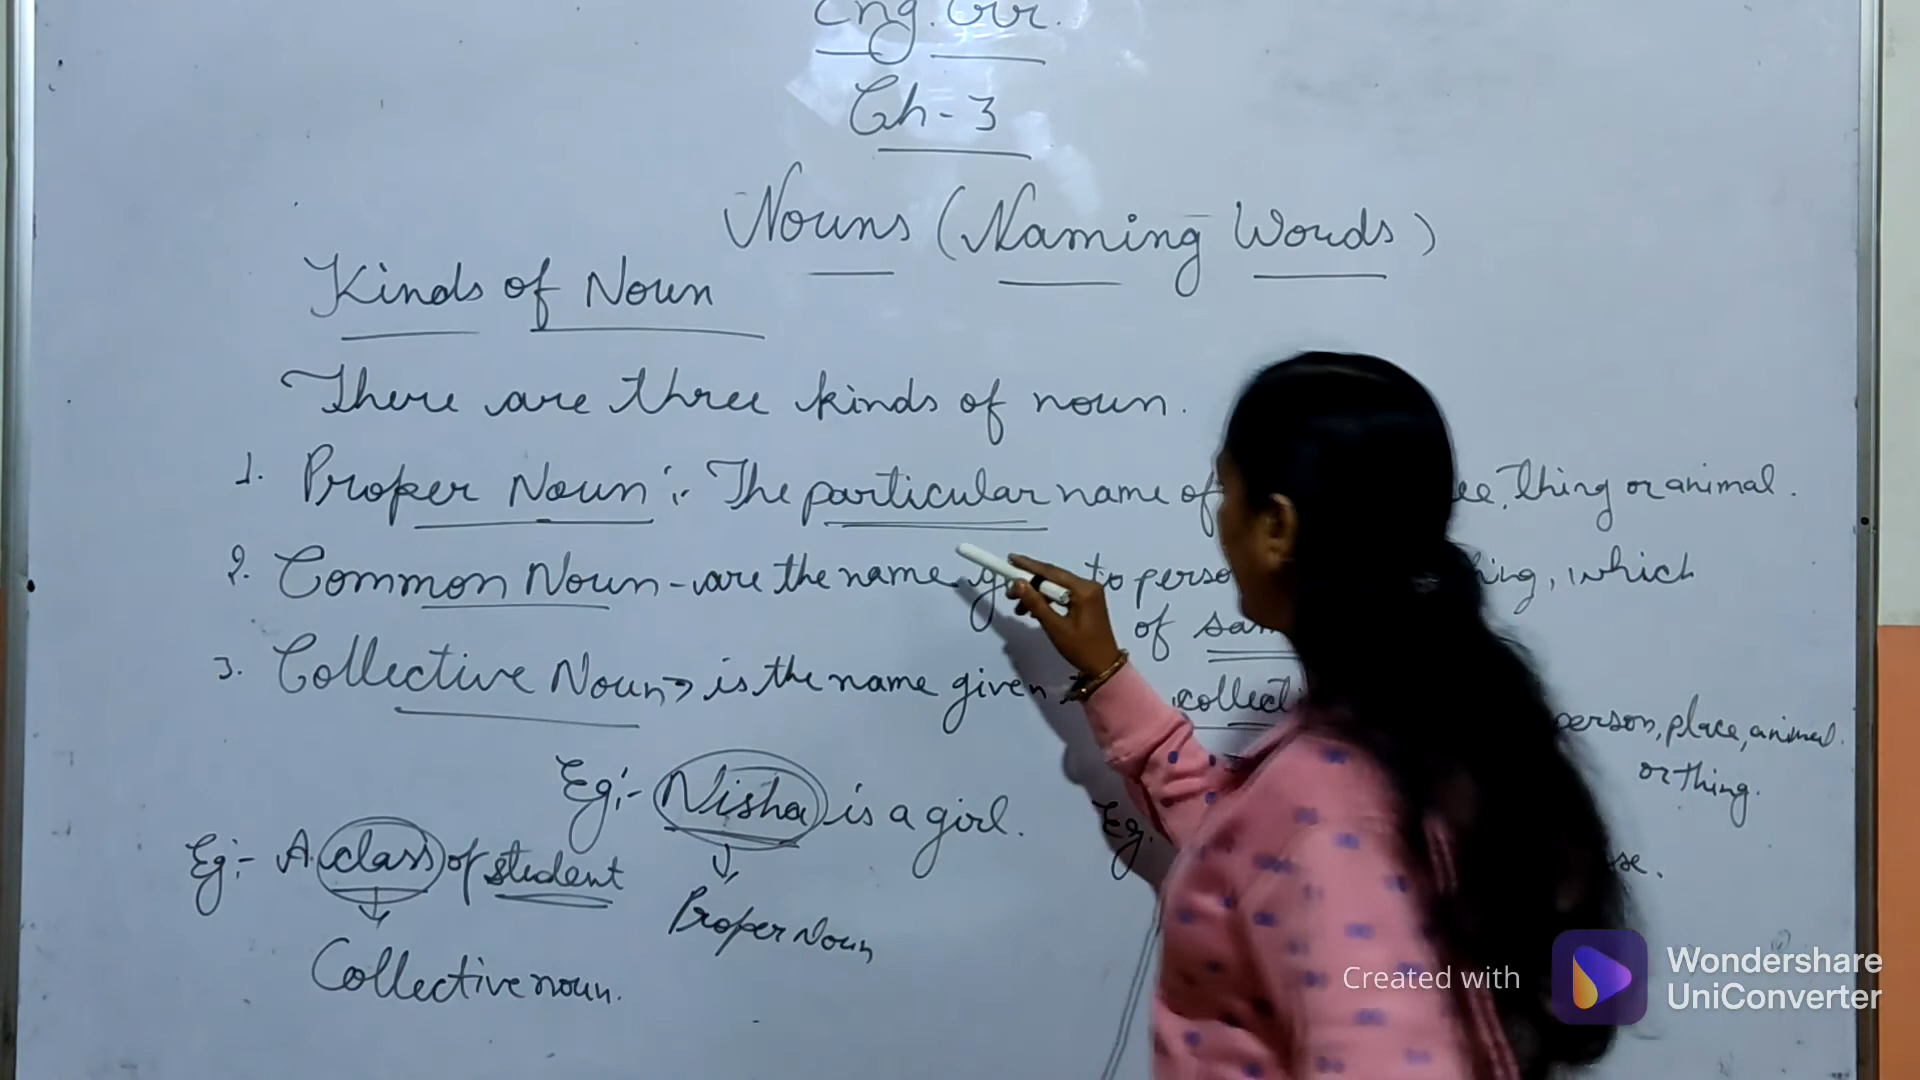 Eng. Gr.
Ch - 3
Nouns (Naming Words)
Kinds of Noun
There are three kinds of noun.
1. Proper Noun :- The particular name of thing or animal.
2. Common Noun - are the name to thing, which
of
3. Collective Noun → is the name given
person, place, animal
or thing.
Eg:- Nisha is a girl.
Proper Noun
Eg:- A class of student
Collective noun.
Eg.
Created with Wondershare UniConverter